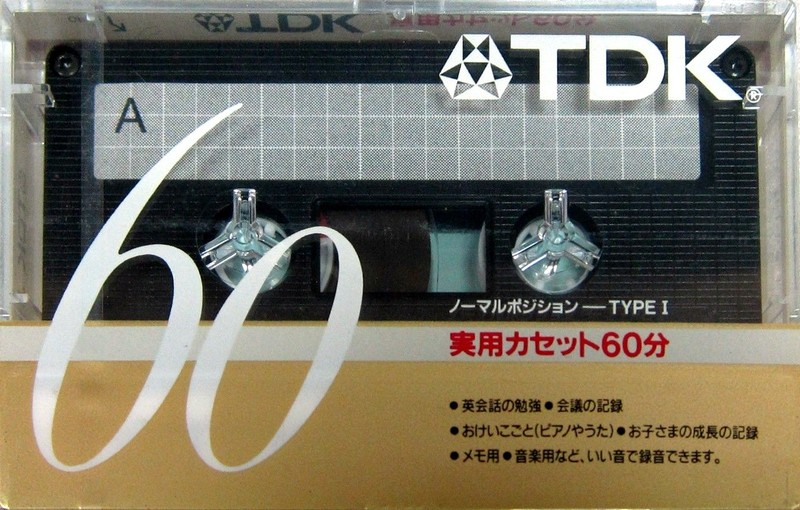 TDK®
A
60
ノーマルポジション—TYPE I
実用カセット60分
●英会話の勉強●会議の記録
●おけいこごと(ピアノやうた)●お子さまの成長の記録
●メモ用●音楽用など、いい音で録音できます。